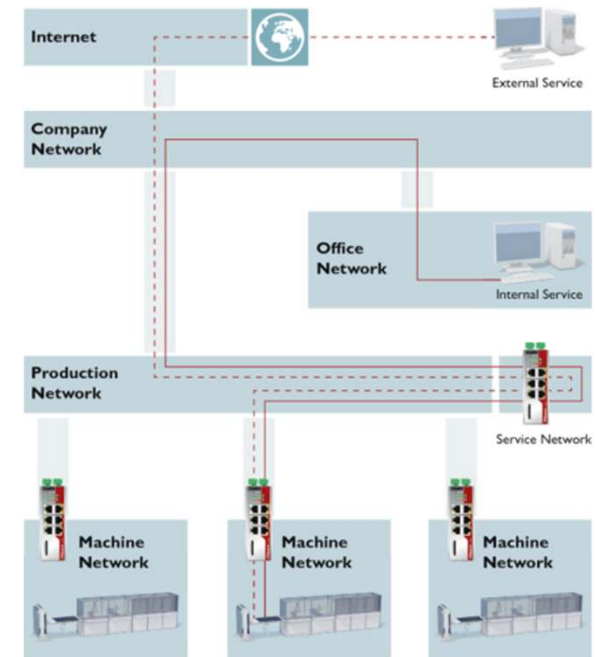 Internet
External Service
Company
Network
Office
Network
Internal Service
Production
Network
Service Network
Machine
Network
Machine
Network
Machine
Network